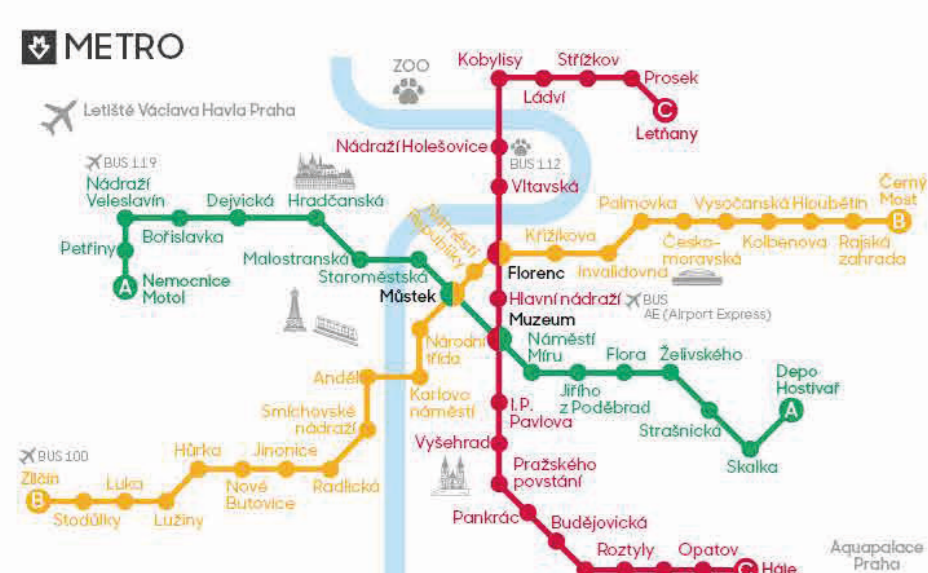 METRO
ZOO
Kobylisy
Střížkov
Ládví
Prosek
Letiště Václava Havla Praha
C
Letňany
Nádraží Holešovice
BUS 112
BUS 119
Nádraží
Veleslavín
Dejvická
Hradčanská
Vltavská
Palmovka
Vysočanská
Hloubětín
Černý
Most
B
Petřiny
Bořislavka
Náměstí
Republiky
Křižíkova
Česko-
moravská
Kolbenova
Rajská
zahrada
Malostranská
Staroměstská
Florenc
Invalidovna
A
Nemocnice
Motol
Můstek
Hlavní nádraží
BUS
AE (Airport Express)
Muzeum
Národní
třída
Náměstí
Míru
Flora
Želivského
Anděl
Karlovo
náměstí
Jiřího
z Poděbrad
Depo
Hostivař
A
Smíchovské
nádraží
I.P.
Pavlova
Strašnická
Vyšehrad
BUS 100
Hůrka
Jinonice
Skalka
Zličín
B
Luka
Nové
Butovice
Radlická
Pražského
povstání
Stodůlky
Lužiny
Pankrác
Budějovická
Roztyly
Opatov
C
Háje
Aquapalace
Praha